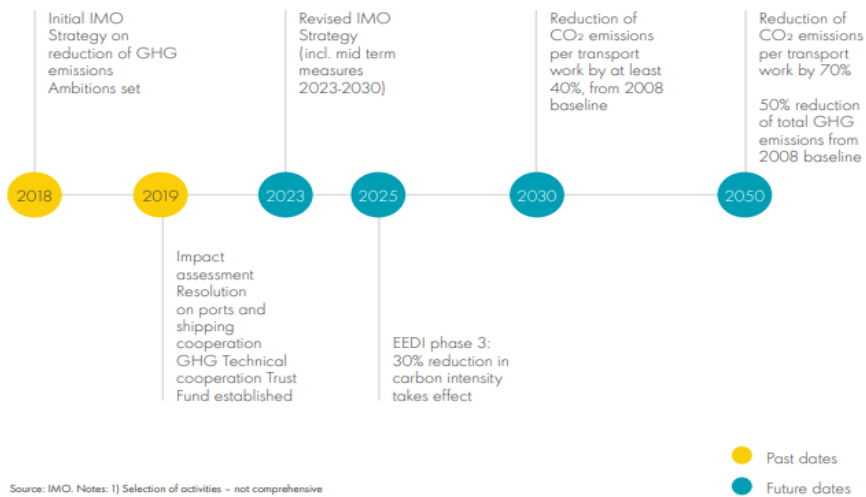 Initial IMO
Strategy on
reduction of GHG
emissions
Ambitions set
Revised IMO
Strategy
(incl. mid term
measures
2023-2030)
Reduction of
CO₂ emissions
per transport
work by at least
40%, from 2008
baseline
Reduction of
CO₂ emissions
per transport
work by 70%
50% reduction
of total GHG
emissions from
2008 baseline
2018
2019
2023
2025
2030
2050
Impact
assessment
Resolution
on ports and
shipping
cooperation
GHG Technical
cooperation Trust
Fund established
EEDI phase 3:
30% reduction in
carbon intensity
takes effect
Past dates
Future dates
Source: IMO. Notes: 1) Selection of activities – not comprehensive